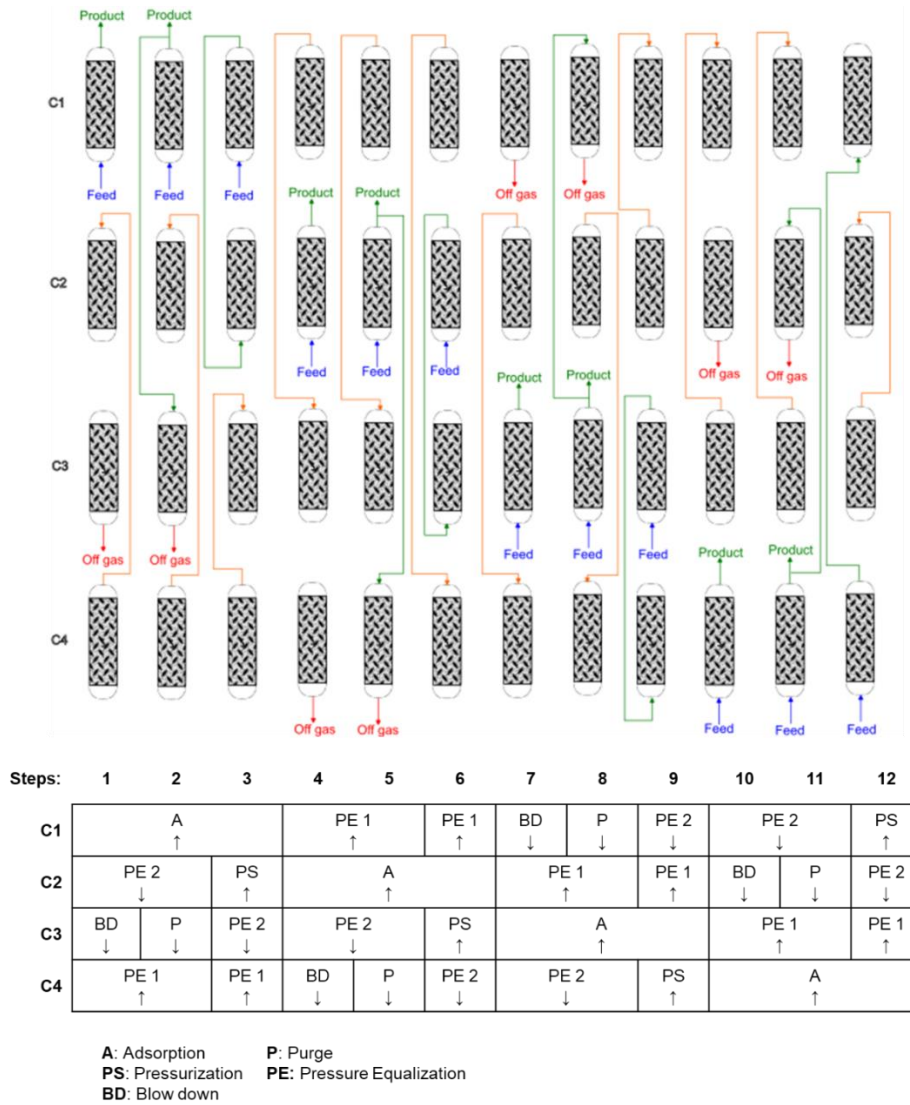 Product Product
C1
Feed Feed Feed Off gas Off gas
Product Product
C2
Feed Feed Feed Off gas Off gas
Product Product
C3
Off gas Off gas Feed Feed Feed
Product Product
C4
Off gas Off gas Feed Feed Feed
Steps: 1 2 3 4 5 6 7 8 9 10 11 12
C1 A PE 1 PE 1 BD P PE 2 PE 2 PS
↑ ↑ ↑ ↓ ↓ ↓ ↓ ↑
C2 PE 2 PS A PE 1 PE 1 BD P PE 2
↓ ↑ ↑ ↑ ↑ ↓ ↓ ↓
C3 BD P PE 2 PE 2 PS A PE 1 PE 1
↓ ↓ ↓ ↓ ↑ ↑ ↑ ↑
C4 PE 1 PE 1 BD P PE 2 PE 2 PS A
↑ ↑ ↓ ↓ ↓ ↓ ↑ ↑
A: Adsorption P: Purge
PS: Pressurization PE: Pressure Equalization
BD: Blow down